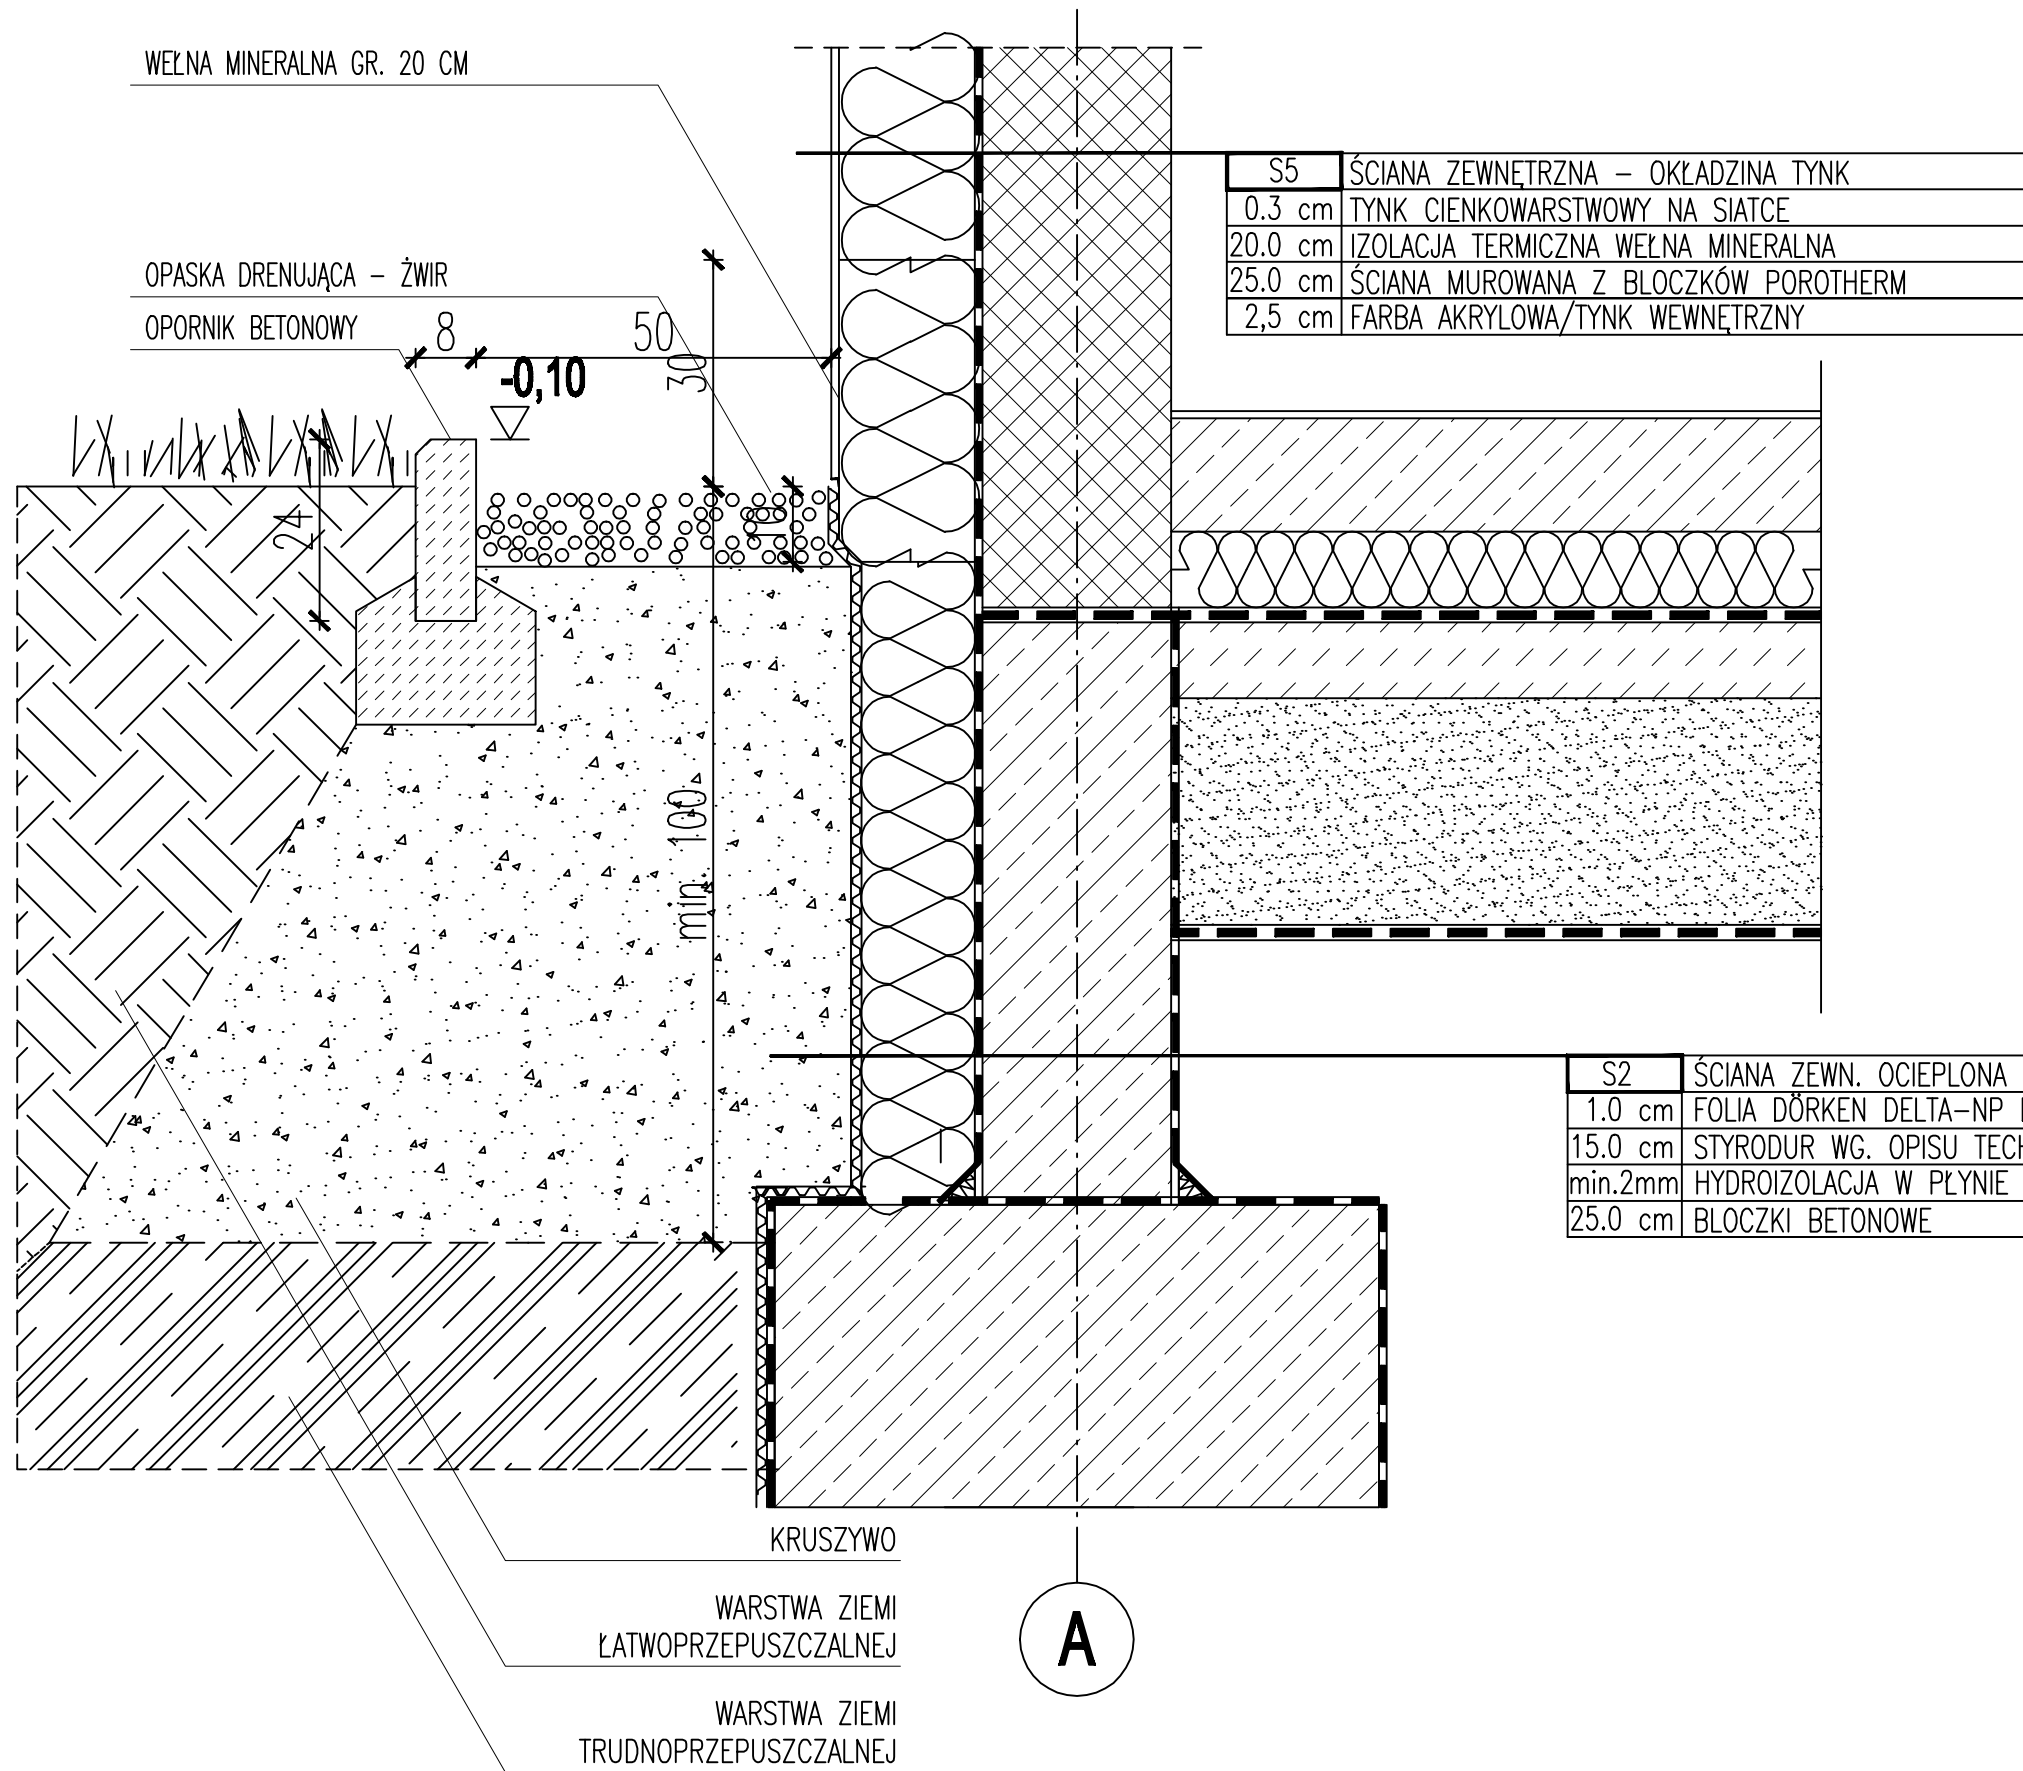 WEŁNA MINERALNA GR. 20 CM
S5 ŚCIANA ZEWNĘTRZNA – OKŁADZINA TYNK
0.3 cm TYNK CIENKOWARSTWOWY NA SIATCE
20.0 cm IZOLACJA TERMICZNA WEŁNA MINERALNA
25.0 cm ŚCIANA MUROWANA Z BLOCZKÓW POROTHERM
2,5 cm FARBA AKRYLOWA/TYNK WEWNĘTRZNY
OPASKA DRENUJĄCA – ŻWIR
OPORNIK BETONOWY
8
50
30
-0,10
24
10
min. 100
S2 ŚCIANA ZEWN. OCIEPLONA
1.0 cm FOLIA DÖRKEN DELTA-NP
15.0 cm STYRODUR WG. OPISU
min.2mm HYDROIZOLACJA W PŁYNIE
25.0 cm BLOCZKI BETONOWE
KRUSZYWO
WARSTWA ZIEMI
ŁATWOPRZEPUSZCZALNEJ
WARSTWA ZIEMI
TRUDNOPRZEPUSZCZALNEJ
A